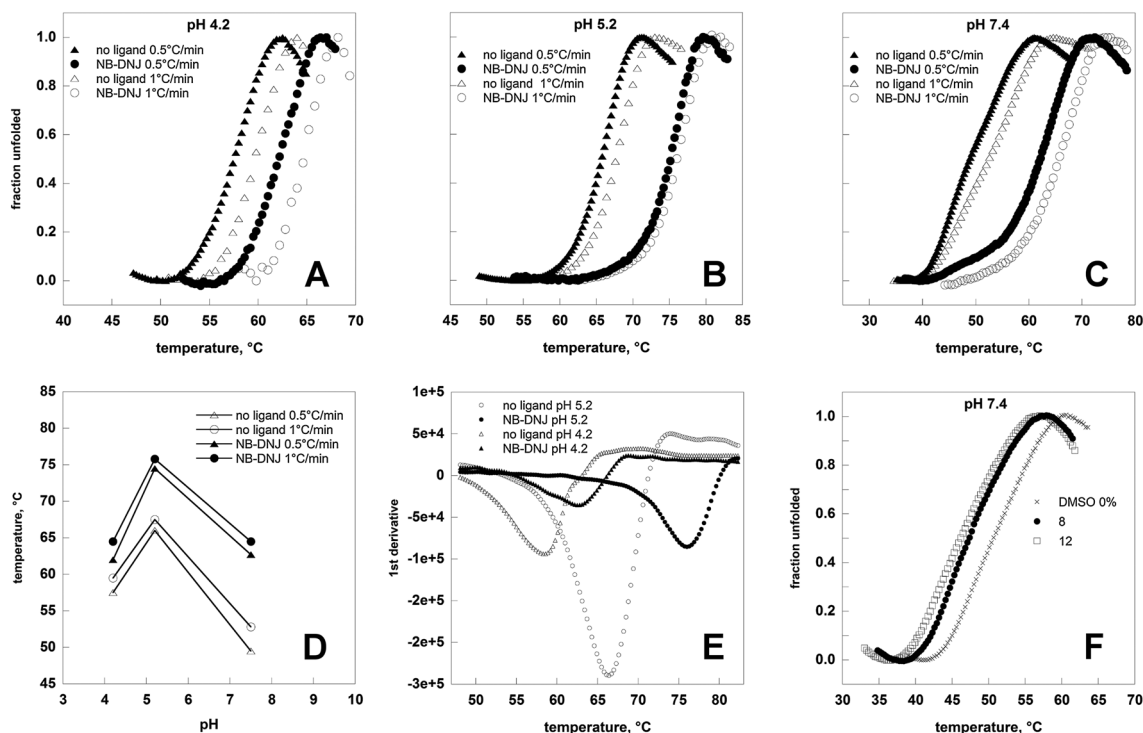 pH 4.2
no ligand 0.5°C/min
NB-DNJ 0.5°C/min
no ligand 1°C/min
NB-DNJ 1°C/min
fraction unfolded
1.0
0.8
0.6
0.4
0.2
0.0
A
40 45 50 55 60 65 70
temperature, °C
pH 5.2
no ligand 0.5°C/min
NB-DNJ 0.5°C/min
no ligand 1°C/min
NB-DNJ 1°C/min
B
45 50 55 60 65 70 75 80 85
temperature, °C
pH 7.4
no ligand 0.5°C/min
NB-DNJ 0.5°C/min
no ligand 1°C/min
NB-DNJ 1°C/min
C
30 40 50 60 70 80
temperature, °C
temperature, °C
85
80
75
70
65
60
55
50
45
no ligand 0.5°C/min
no ligand 1°C/min
NB-DNJ 0.5°C/min
NB-DNJ 1°C/min
D
3 4 5 6 7 8 9 10
pH
1st derivative
1e+5
5e+4
0
-5e+4
-1e+5
-2e+5
-2e+5
-3e+5
no ligand pH 5.2
NB-DNJ pH 5.2
no ligand pH 4.2
NB-DNJ pH 4.2
E
50 55 60 65 70 75 80
temperature, °C
pH 7.4
fraction unfolded
1.0
0.8
0.6
0.4
0.2
0.0
DMSO 0%
8
12
F
30 35 40 45 50 55 60 65 70
temperature, °C